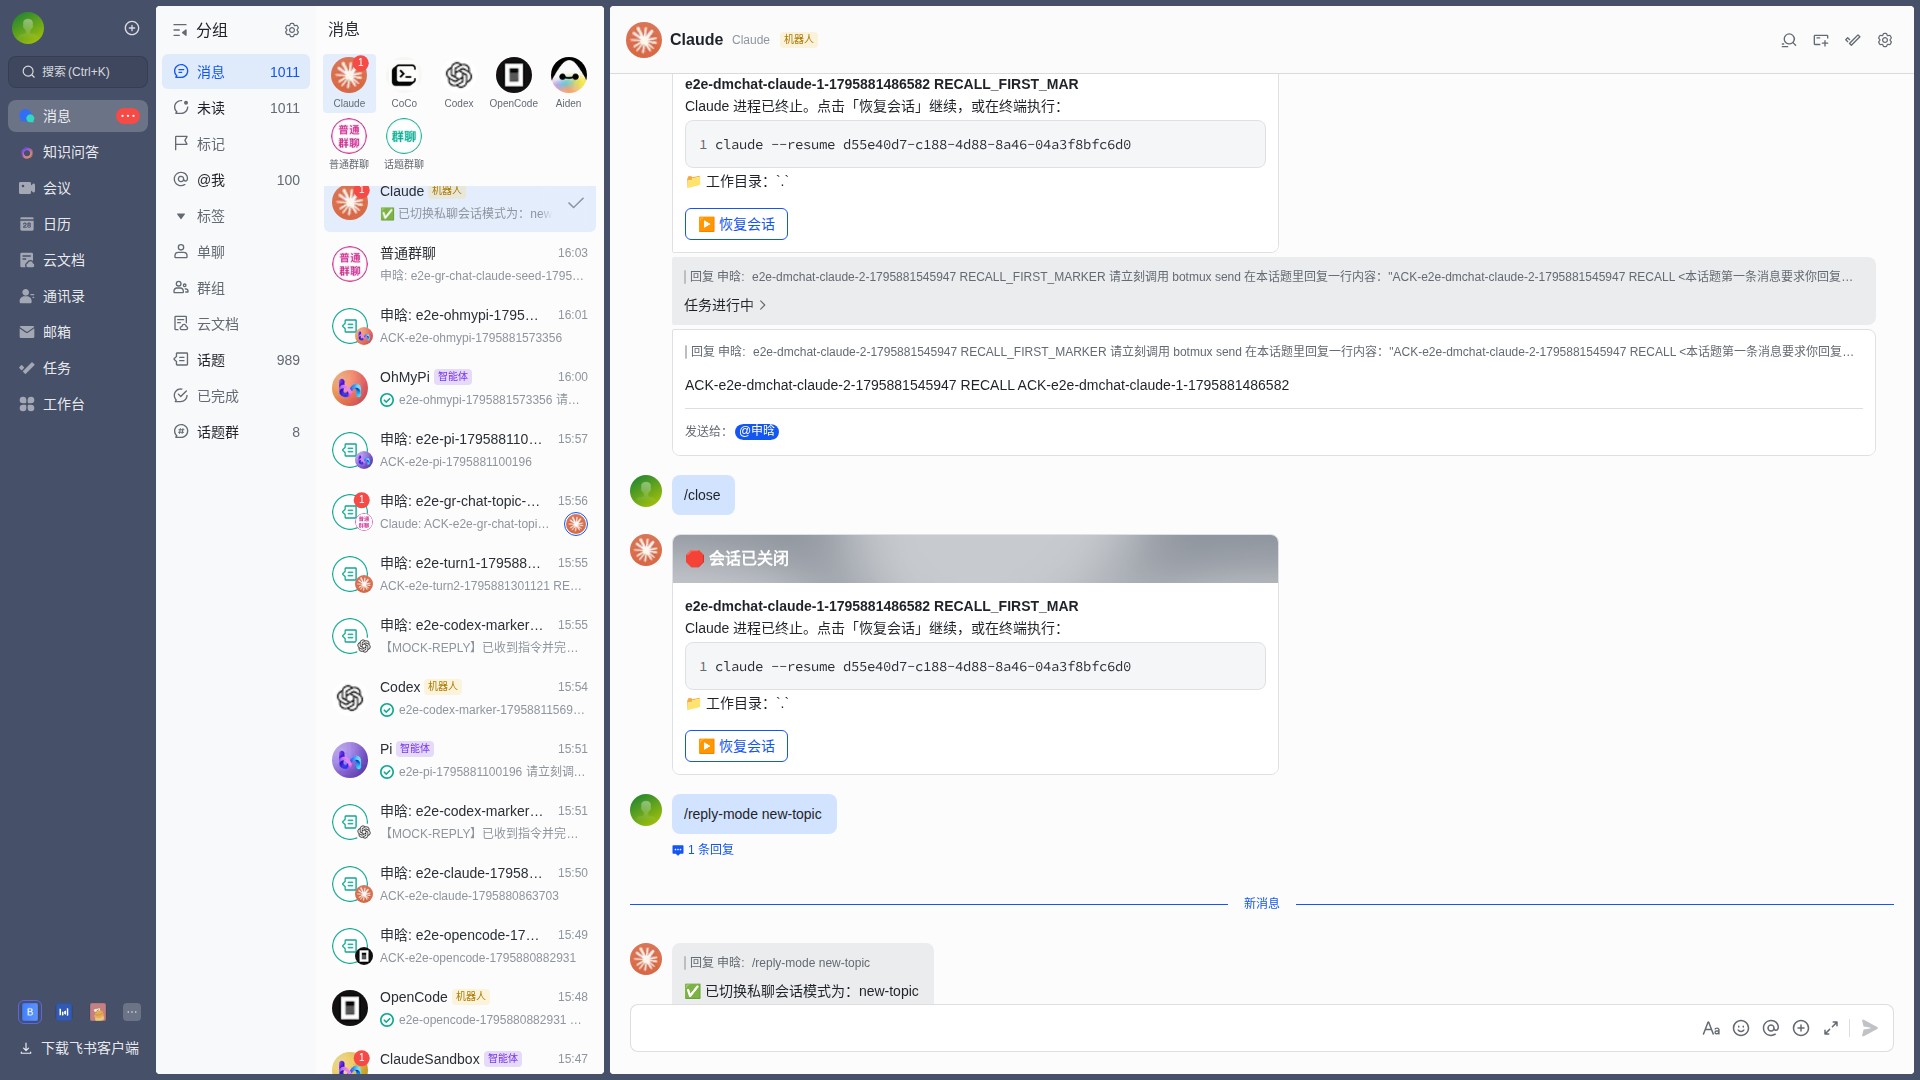 搜索 (Ctrl+K)
消息
知识问答
会议
日历
云文档
通讯录
邮箱
任务
工作台
下载飞书客户端
分组
消息 1011
未读 1011
标记
@我 100
标签
单聊
群组
云文档
话题 989
已完成
话题群 8
消息
1
Claude
CoCo
Codex
OpenCode
Aiden
普通群聊
普通群聊
群聊
话题群聊
1
Claude 机器人
✅ 已切换私聊会话模式为：new
普通群聊
普通群聊 16:03
申晗: e2e-gr-chat-claude-seed-1795…
申晗: e2e-ohmypi-1795… 16:01
ACK-e2e-ohmypi-1795881573356
OhMyPi 智能体 16:00
e2e-ohmypi-1795881573356 请…
申晗: e2e-pi-179588110… 15:57
ACK-e2e-pi-1795881100196
1
申晗: e2e-gr-chat-topic-… 15:56
Claude: ACK-e2e-gr-chat-topi…
申晗: e2e-turn1-179588… 15:55
ACK-e2e-turn2-1795881301121 RE…
申晗: e2e-codex-marker… 15:55
【MOCK-REPLY】已收到指令并完…
Codex 机器人 15:54
e2e-codex-marker-17958811569…
Pi 智能体 15:51
e2e-pi-1795881100196 请立刻调…
申晗: e2e-codex-marker… 15:51
【MOCK-REPLY】已收到指令并完…
申晗: e2e-claude-17958… 15:50
ACK-e2e-claude-1795880863703
申晗: e2e-opencode-17… 15:49
ACK-e2e-opencode-1795880882931
OpenCode 机器人 15:48
e2e-opencode-1795880882931 …
1
ClaudeSandbox 智能体 15:47
Claude Claude 机器人
e2e-dmchat-claude-1-1795881486582 RECALL_FIRST_MAR
Claude 进程已终止。点击「恢复会话」继续，或在终端执行：
1 claude --resume d55e40d7-c188-4d88-8a46-04a3f8bfc6d0
📁 工作目录：`.`
▶️ 恢复会话
回复 申晗：e2e-dmchat-claude-2-1795881545947 RECALL_FIRST_MARKER 请立刻调用 botmux send 在本话题里回复一行内容："ACK-e2e-dmchat-claude-2-1795881545947 RECALL <本话题第一条消息要求你回复…
任务进行中
回复 申晗：e2e-dmchat-claude-2-1795881545947 RECALL_FIRST_MARKER 请立刻调用 botmux send 在本话题里回复一行内容："ACK-e2e-dmchat-claude-2-1795881545947 RECALL <本话题第一条消息要求你回复…
ACK-e2e-dmchat-claude-2-1795881545947 RECALL ACK-e2e-dmchat-claude-1-1795881486582
发送给：@申晗
/close
会话已关闭
e2e-dmchat-claude-1-1795881486582 RECALL_FIRST_MAR
Claude 进程已终止。点击「恢复会话」继续，或在终端执行：
1 claude --resume d55e40d7-c188-4d88-8a46-04a3f8bfc6d0
📁 工作目录：`.`
▶️ 恢复会话
/reply-mode new-topic
1 条回复
新消息
回复 申晗：/reply-mode new-topic
✅ 已切换私聊会话模式为：new-topic